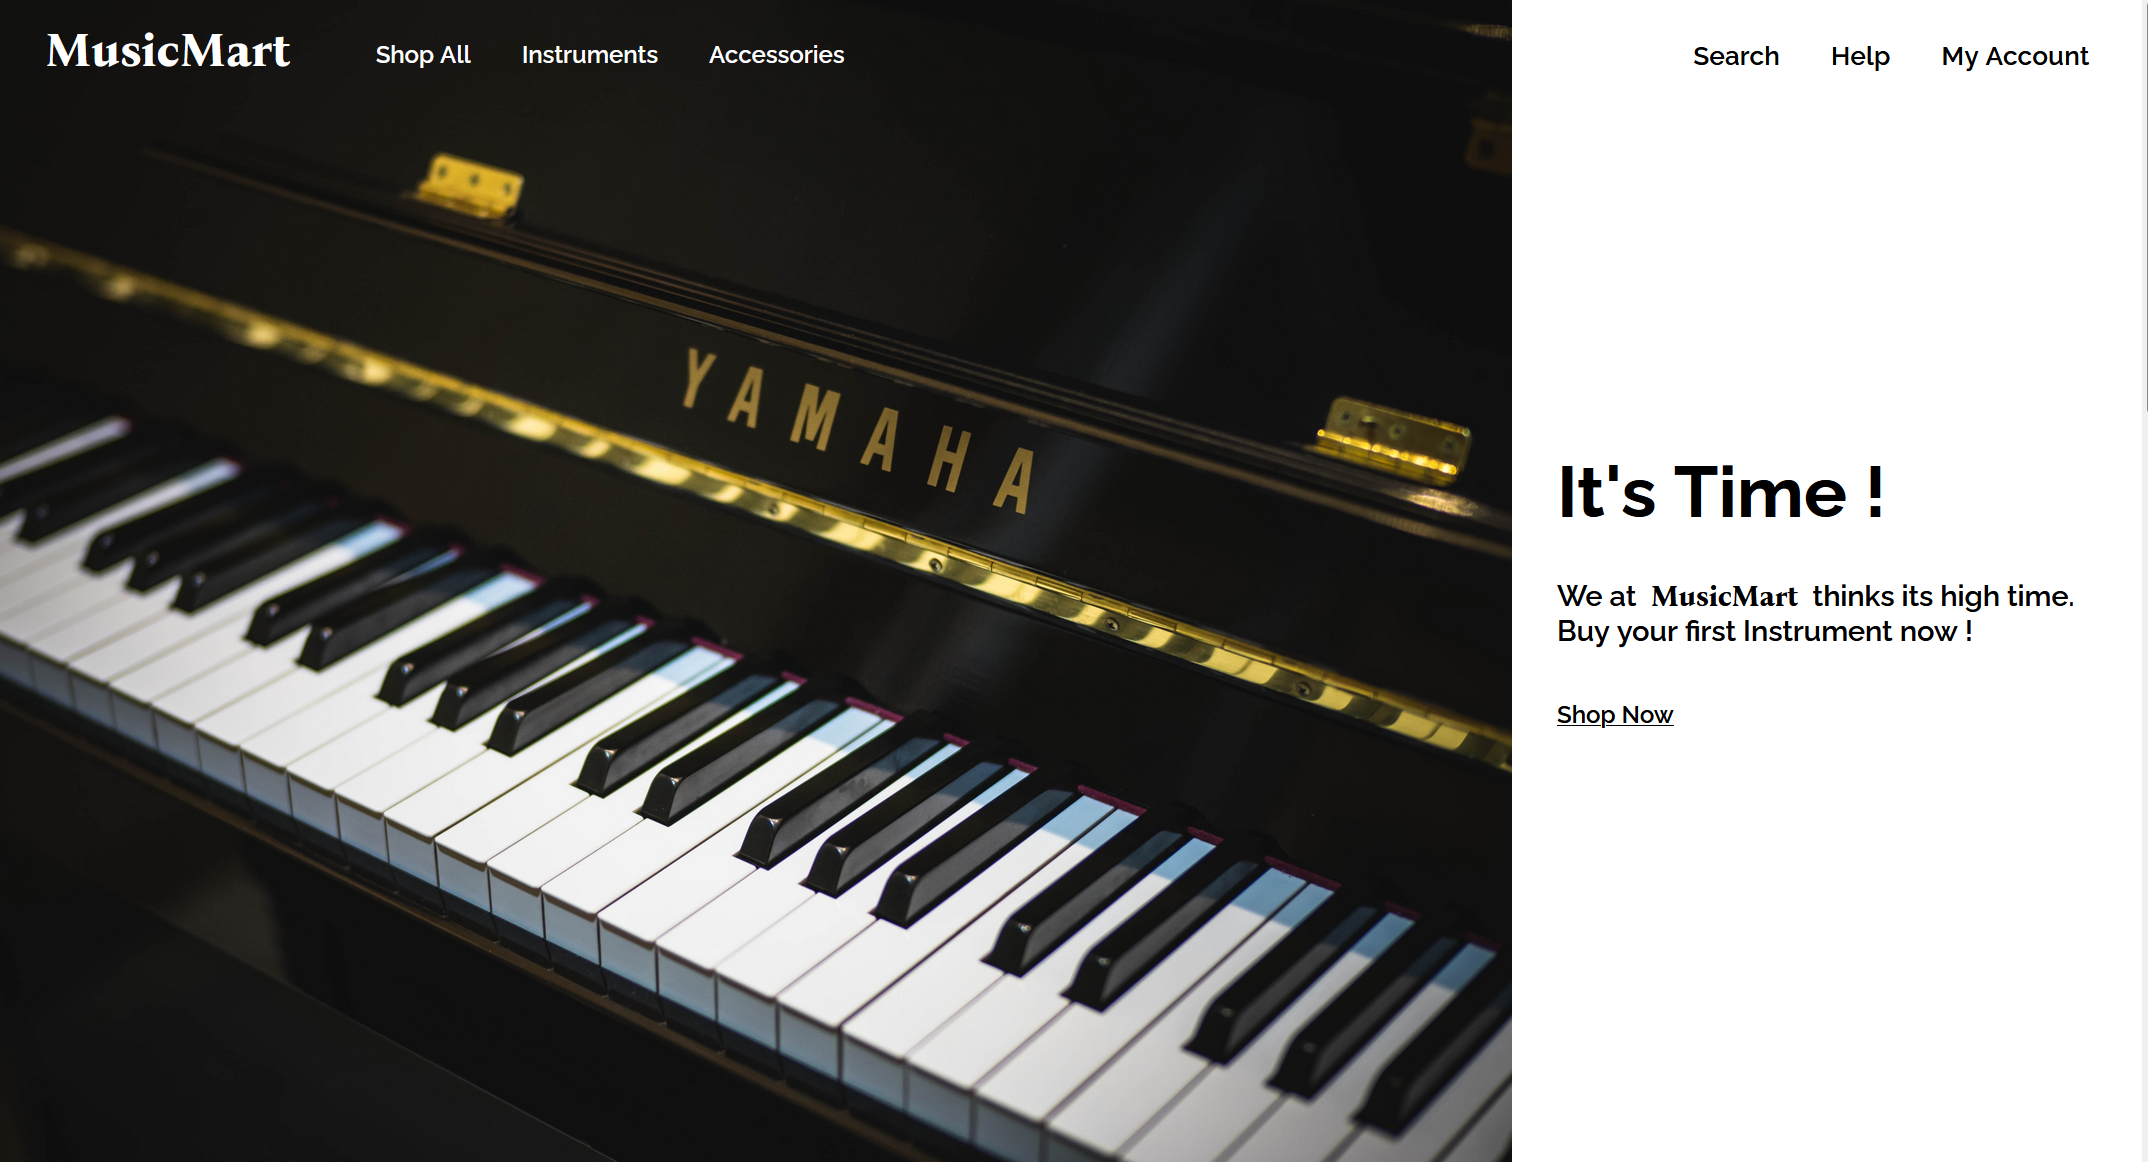 MusicMart
Shop All Instruments Accessories
Search Help My Account
YAMAHA
It's Time !
We at MusicMart thinks its high time.
Buy your first Instrument now !
Shop Now